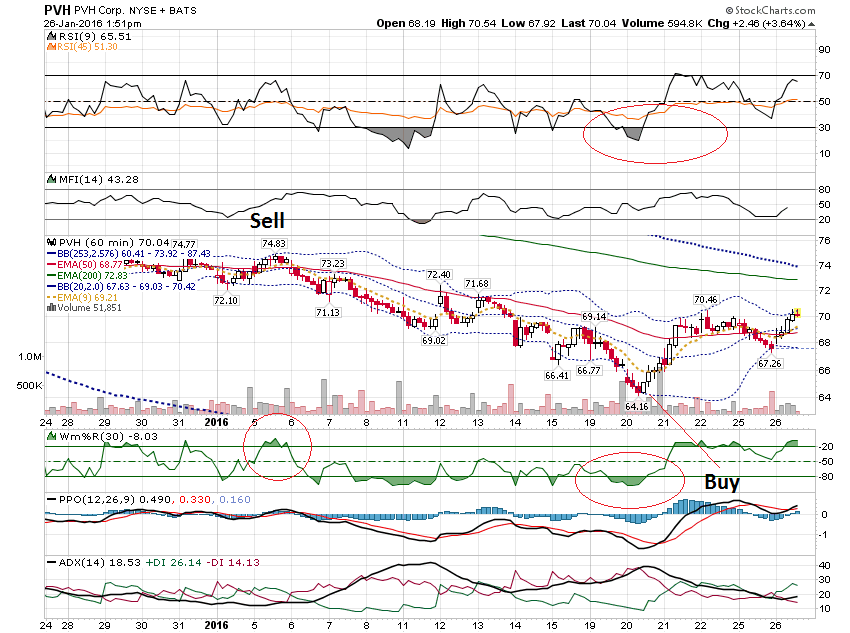 PVH PVH Corp. NYSE + BATS © StockCharts.com
26-Jan-2016 1:51pm Open 68.19 High 70.54 Low 67.92 Last 70.04 Volume 594.8K Chg +2.46 (+3.64%)
RSI(9) 65.51
RSI(45) 51.30
90
70
50
30
10
MFI(14) 43.28
80
50
20
Sell
PVH (60 min) 70.04
BB(253,2.576) 60.41 - 73.92 - 87.43
EMA(50) 68.77
EMA(200) 72.83
BB(20,2.0) 67.63 - 69.03 - 70.42
EMA(9) 69.21
Volume 51,851
74.77
74.83
72.10
73.23
71.13
72.40
69.02
71.68
66.41
69.14
66.77
64.16
70.46
67.26
76
74
72
70
68
66
64
1.0M
500K
24 28 29 30 31 2016 5 6 7 8 11 12 13 14 15 19 20 21 22 25 26
Wm%R(30) -8.03
-20
-50
-80
Buy
PPO(12,26,9) 0.490, 0.330, 0.160
0
-1
ADX(14) 18.53 +DI 26.14 -DI 14.13
40
30
20
10
24 28 29 30 31 2016 5 6 7 8 11 12 13 14 15 19 20 21 22 25 26